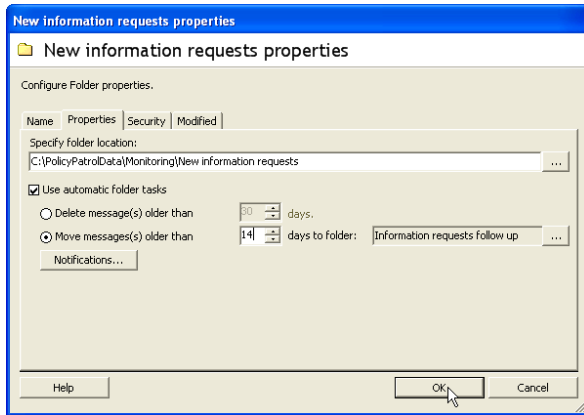 New information requests properties
New information requests properties
Configure Folder properties.
Name Properties Security Modified
Specify folder location:
C:\PolicyPatrolData\Monitoring\New information requests ...
Use automatic folder tasks
Delete message(s) older than 30 days.
Move messages(s) older than 14 days to folder: Information requests follow up ...
Notifications...
Help OK Cancel